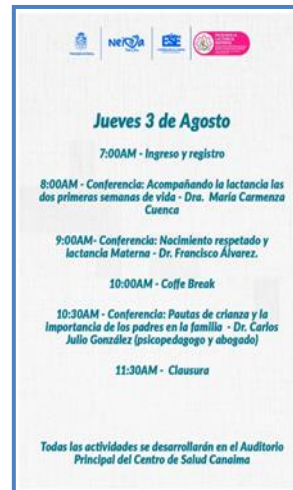 Neiva
ESE
Jueves 3 de Agosto
7:00AM - Ingreso y registro
8:00AM - Conferencia: Acompañando la lactancia las
dos primeras semanas de vida - Dra. María Carmenza
Cuenca
9:00AM- Conferencia: Nacimiento respetado y
lactancia Materna - Dr. Francisco Álvarez.
10:00AM - Coffe Break
10:30AM - Conferencia: Pautas de crianza y la
importancia de los padres en la familia - Dr. Carlos
Julio González (psicopedagogo y abogado)
11:30AM - Clausura
Todas las actividades se desarrollarán en el Auditorio
Principal del Centro de Salud Canaima